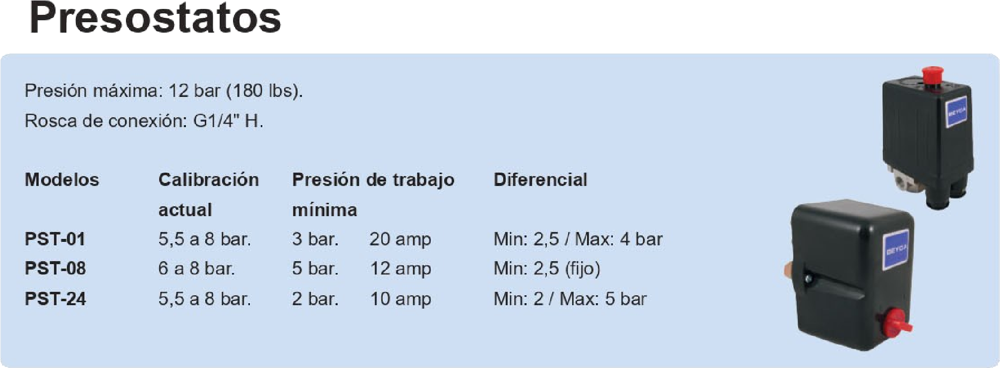 Presostatos
Presión máxima: 12 bar (180 lbs).
Rosca de conexión: G1/4" H.
Modelos Calibración Presión de trabajo Diferencial
actual mínima
PST-01 5,5 a 8 bar. 3 bar. 20 amp Min: 2,5 / Max: 4 bar
PST-08 6 a 8 bar. 5 bar. 12 amp Min: 2,5 (fijo)
PST-24 5,5 a 8 bar. 2 bar. 10 amp Min: 2 / Max: 5 bar
BEYCA
BEYCA